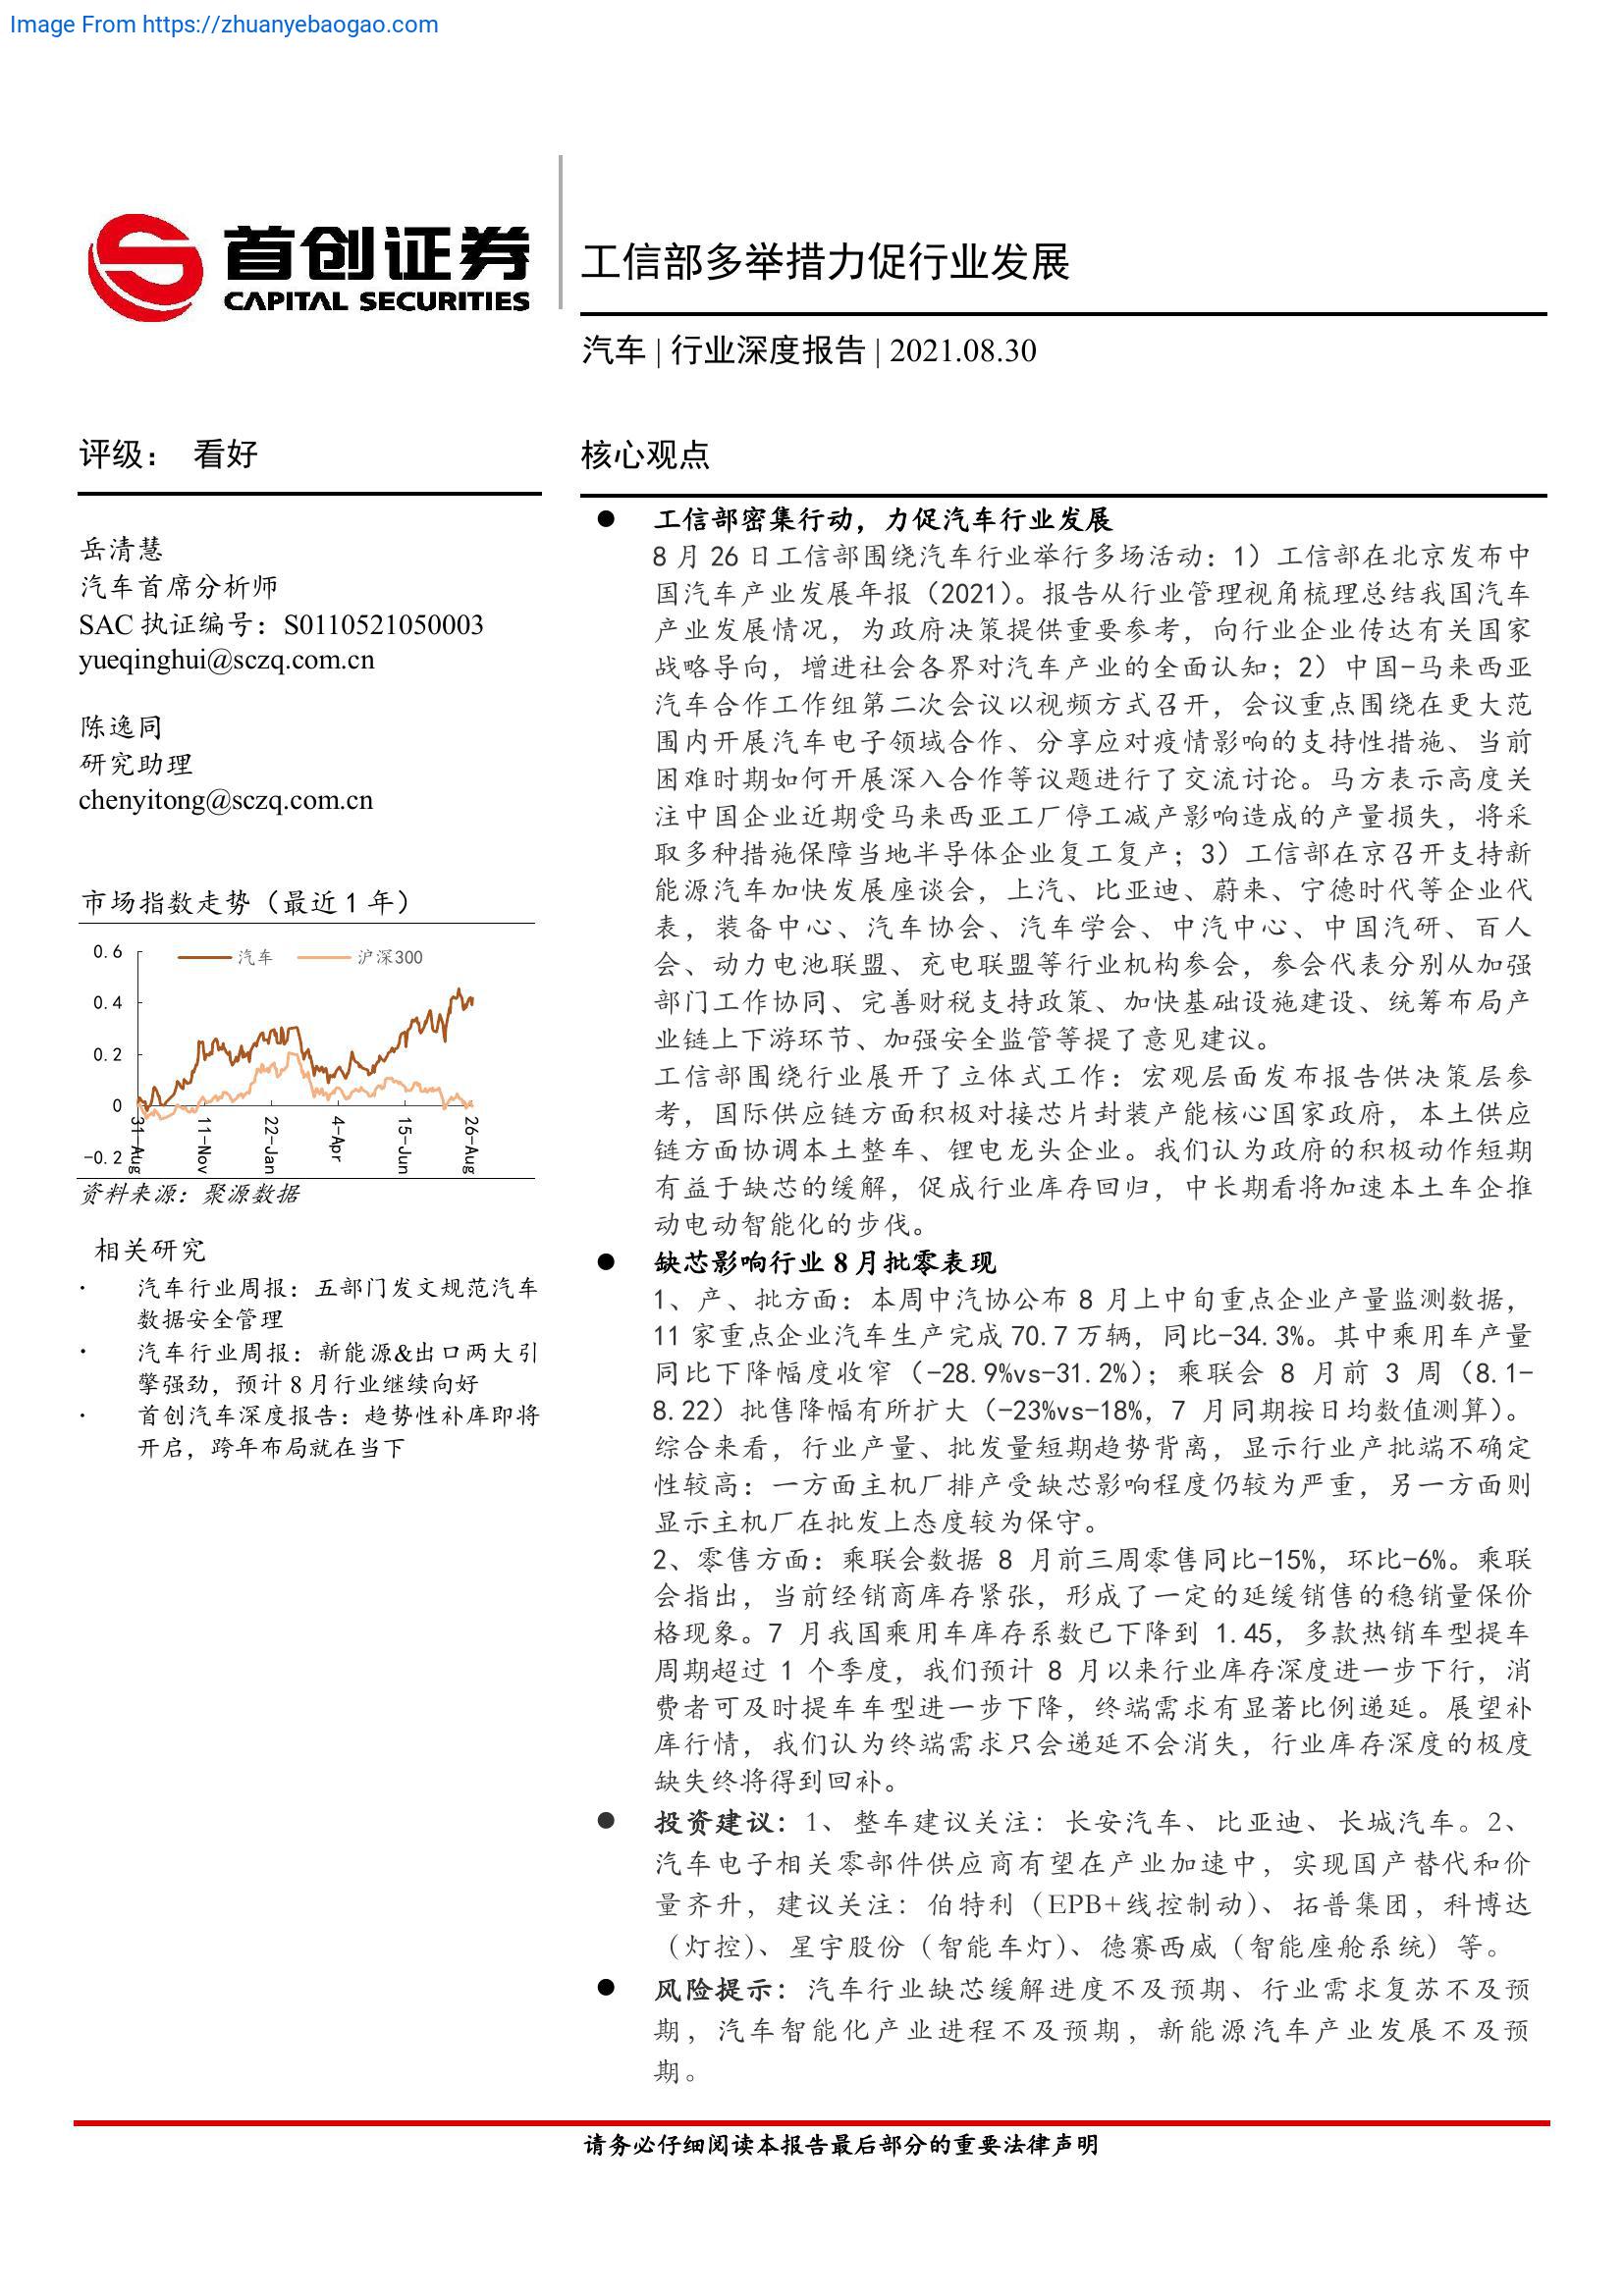 Image From https://zhuanyebaogao.com
首创证券
CAPITAL SECURITIES
工信部多举措力促行业发展
汽车 | 行业深度报告 | 2021.08.30
评级： 看好
岳清慧
汽车首席分析师
SAC 执证编号：S0110521050003
yueqinghui@sczq.com.cn
陈逸同
研究助理
chenyitong@sczq.com.cn
市场指数走势（最近 1 年）
0.6
0.4
0.2
0
-0.2
汽车
沪深300
31-Aug
11-Nov
22-Jan
4-Apr
15-Jun
26-Aug
资料来源：聚源数据
相关研究
· 汽车行业周报：五部门发文规范汽车
数据安全管理
· 汽车行业周报：新能源&出口两大引
擎强劲，预计 8 月行业继续向好
· 首创汽车深度报告：趋势性补库即将
开启，跨年布局就在当下
核心观点
● 工信部密集行动，力促汽车行业发展
8 月 26 日工信部围绕汽车行业举行多场活动：1）工信部在北京发布中
国汽车产业发展年报（2021）。报告从行业管理视角梳理总结我国汽车
产业发展情况，为政府决策提供重要参考，向行业企业传达有关国家
战略导向，增进社会各界对汽车产业的全面认知；2）中国-马来西亚
汽车合作工作组第二次会议以视频方式召开，会议重点围绕在更大范
围内开展汽车电子领域合作、分享应对疫情影响的支持性措施、当前
困难时期如何开展深入合作等议题进行了交流讨论。马方表示高度关
注中国企业近期受马来西亚工厂停工减产影响造成的产量损失，将采
取多种措施保障当地半导体企业复工复产；3）工信部在京召开支持新
能源汽车加快发展座谈会，上汽、比亚迪、蔚来、宁德时代等企业代
表，装备中心、汽车协会、汽车学会、中汽中心、中国汽研、百人
会、动力电池联盟、充电联盟等行业机构参会，参会代表分别从加强
部门工作协同、完善财税支持政策、加快基础设施建设、统筹布局产
业链上下游环节、加强安全监管等提了意见建议。
工信部围绕行业展开了立体式工作：宏观层面发布报告供决策层参
考，国际供应链方面积极对接芯片封装产能核心国家政府，本土供应
链方面协调本土整车、锂电龙头企业。我们认为政府的积极动作短期
有益于缺芯的缓解，促成行业库存回归，中长期看将加速本土车企推
动电动智能化的步伐。
● 缺芯影响行业 8 月批零表现
1、产、批方面：本周中汽协公布 8 月上中旬重点企业产量监测数据，
11 家重点企业汽车生产完成 70.7 万辆，同比-34.3%。其中乘用车产量
同比下降幅度收窄（-28.9%vs-31.2%）；乘联会 8 月前 3 周（8.1-
8.22）批售降幅有所扩大（-23%vs-18%，7 月同期按日均数值测算）。
综合来看，行业产量、批发量短期趋势背离，显示行业产批端不确定
性较高：一方面主机厂排产受缺芯影响程度仍较为严重，另一方面则
显示主机厂在批发上态度较为保守。
2、零售方面：乘联会数据 8 月前三周零售同比-15%，环比-6%。乘联
会指出，当前经销商库存紧张，形成了一定的延缓销售的稳销量保价
格现象。7 月我国乘用车库存系数已下降到 1.45，多款热销车型提车
周期超过 1 个季度，我们预计 8 月以来行业库存深度进一步下行，消
费者可及时提车车型进一步下降，终端需求有显著比例递延。展望补
库行情，我们认为终端需求只会递延不会消失，行业库存深度的极度
缺失终将得到回补。
● 投资建议：1、整车建议关注：长安汽车、比亚迪、长城汽车。2、
汽车电子相关零部件供应商有望在产业加速中，实现国产替代和价
量齐升，建议关注：伯特利（EPB+线控制动）、拓普集团，科博达
（灯控）、星宇股份（智能车灯）、德赛西威（智能座舱系统）等。
● 风险提示：汽车行业缺芯缓解进度不及预期、行业需求复苏不及预
期，汽车智能化产业进程不及预期，新能源汽车产业发展不及预
期。
请务必仔细阅读本报告最后部分的重要法律声明